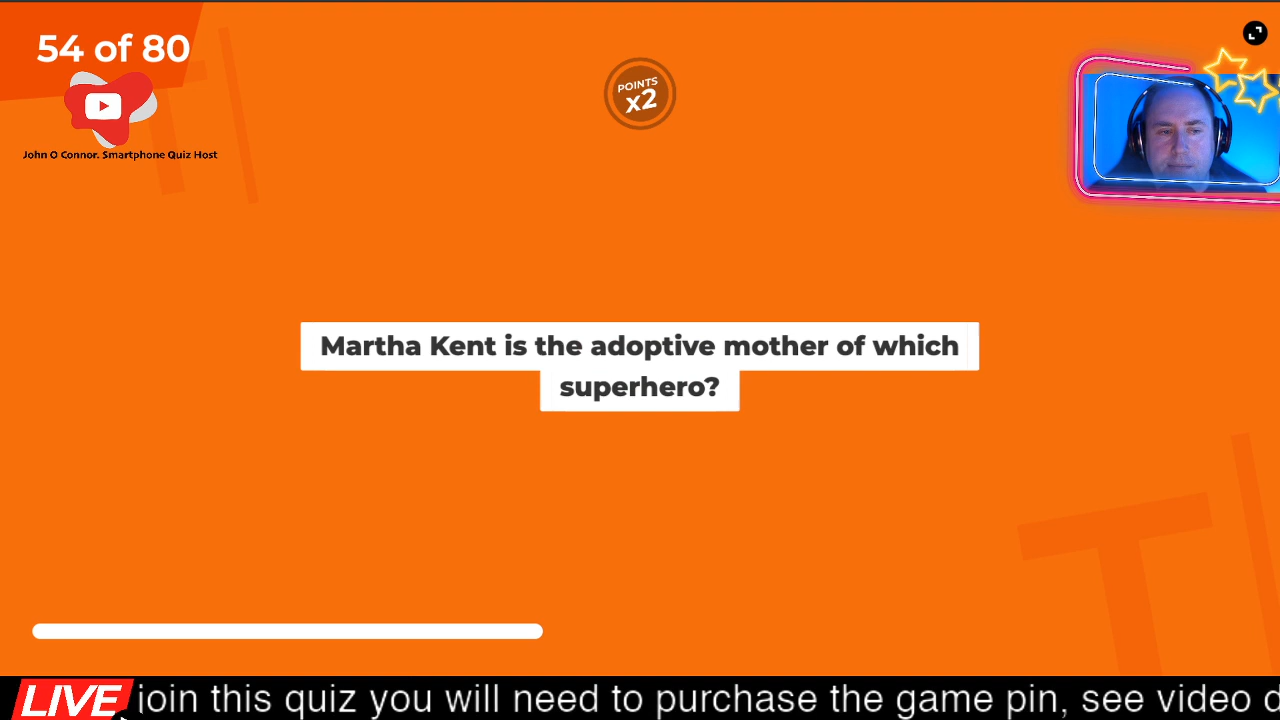 54 of 80
POINTS
x2
John O Connor. Smartphone Quiz Host
Martha Kent is the adoptive mother of which
superhero?
LIVE join this quiz you will need to purchase the game pin, see video